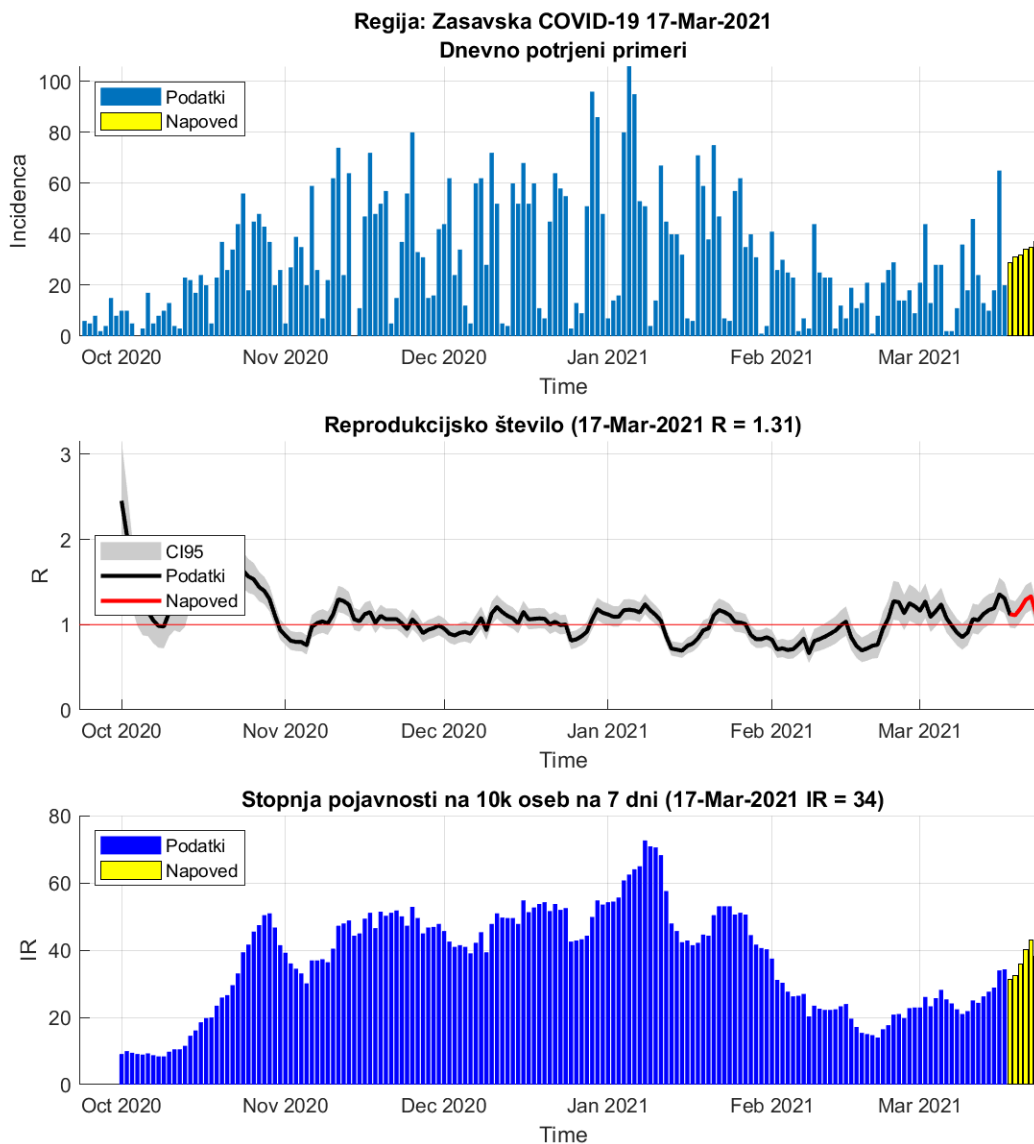 Regija: Zasavska COVID-19 17-Mar-2021
Dnevno potrjeni primeri
Podatki
Napoved
Incidenca
100
80
60
40
20
0
Oct 2020 Nov 2020 Dec 2020 Jan 2021 Feb 2021 Mar 2021
Time
Reprodukcijsko število (17-Mar-2021 R = 1.31)
CI95
Podatki
Napoved
R
3
2
1
0
Oct 2020 Nov 2020 Dec 2020 Jan 2021 Feb 2021 Mar 2021
Time
Stopnja pojavnosti na 10k oseb na 7 dni (17-Mar-2021 IR = 34)
Podatki
Napoved
IR
80
60
40
20
0
Oct 2020 Nov 2020 Dec 2020 Jan 2021 Feb 2021 Mar 2021
Time